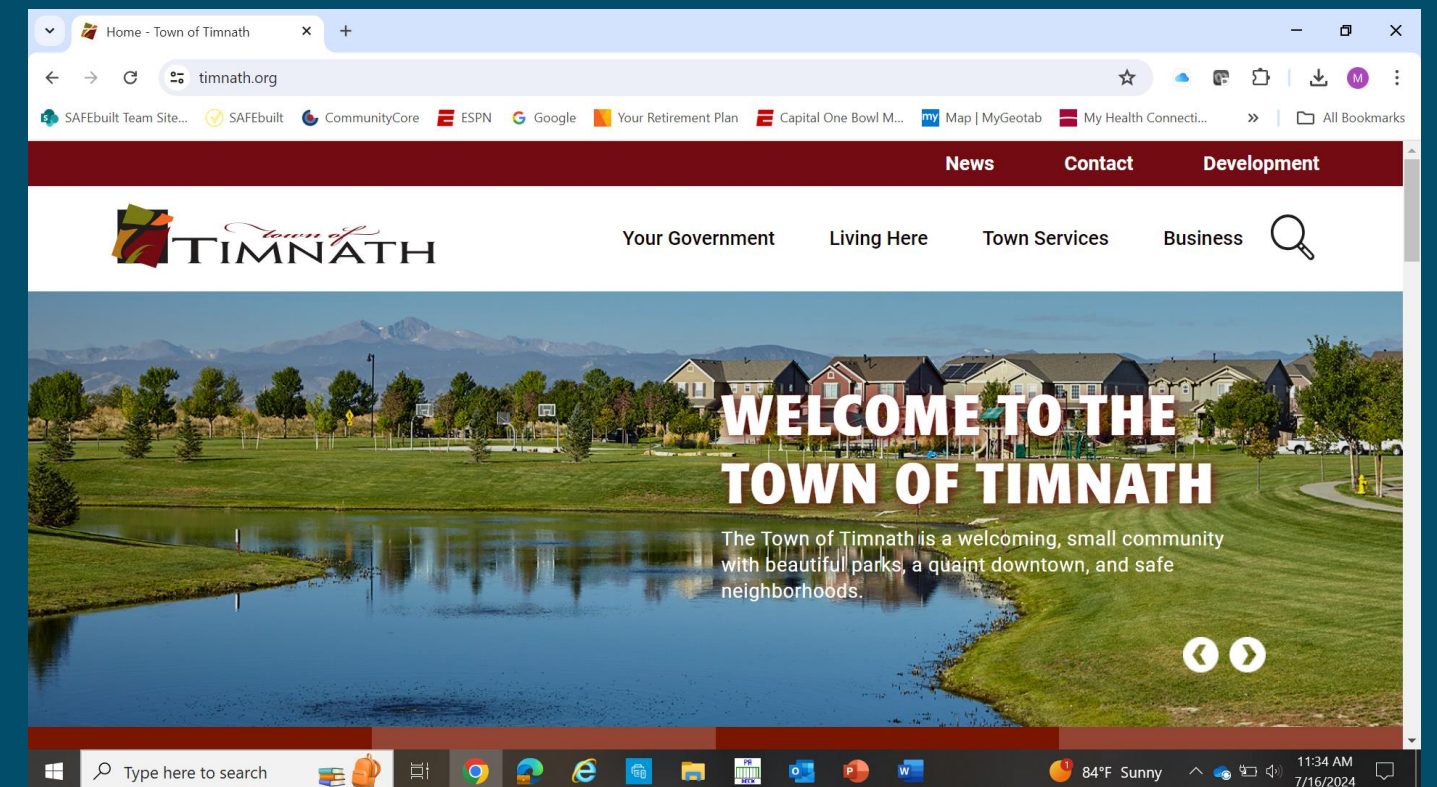 Home - Town of Timnath
timnath.org
M
SAFEbuilt Team Site... SAFEbuilt CommunityCore ESPN Google Your Retirement Plan Capital One Bowl M... my Map | MyGeotab My Health Connecti... All Bookmarks
News Contact Development
town of
TIMNATH
Your Government Living Here Town Services Business
WELCOME TO THE
TOWN OF TIMNATH
The Town of Timnath is a welcoming, small community
with beautiful parks, a quaint downtown, and safe
neighborhoods.
Type here to search
84°F Sunny
11:34 AM
7/16/2024